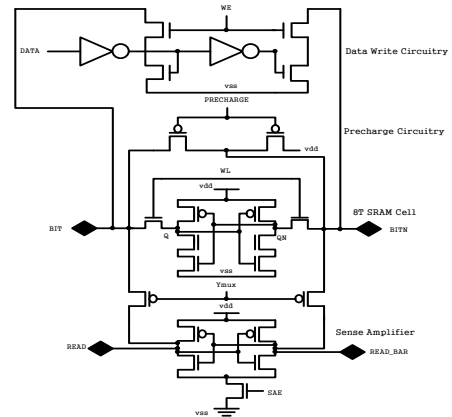 WE
DATA
Data Write Circuitry
vss
PRECHARGE
Precharge Circuitry
vdd
WL
vdd
8T SRAM Cell
BIT
Q
QN
BITN
vss
Ymux
vdd
Sense Amplifier
READ
READ_BAR
SAE
vss